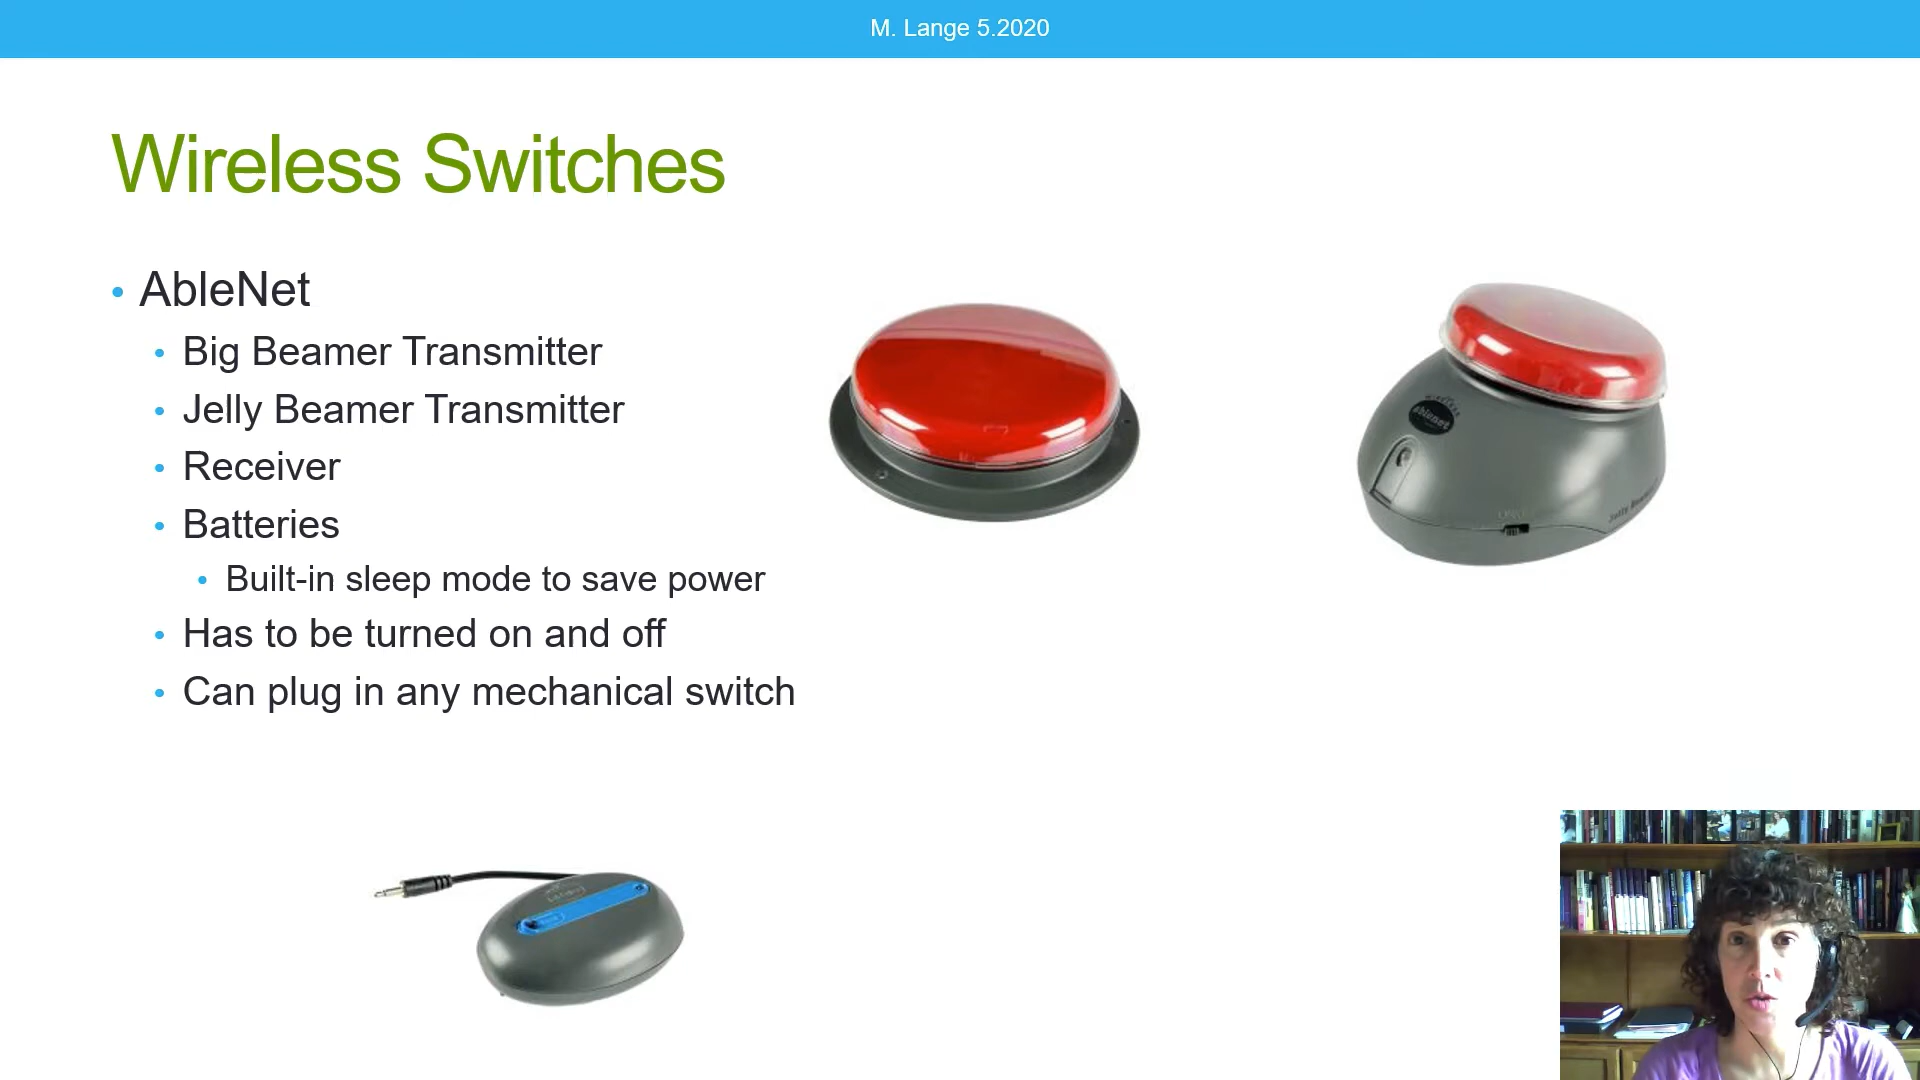 M. Lange 5.2020
Wireless Switches
AbleNet
Big Beamer Transmitter
Jelly Beamer Transmitter
Receiver
Batteries
Built-in sleep mode to save power
Has to be turned on and off
Can plug in any mechanical switch
ablenet